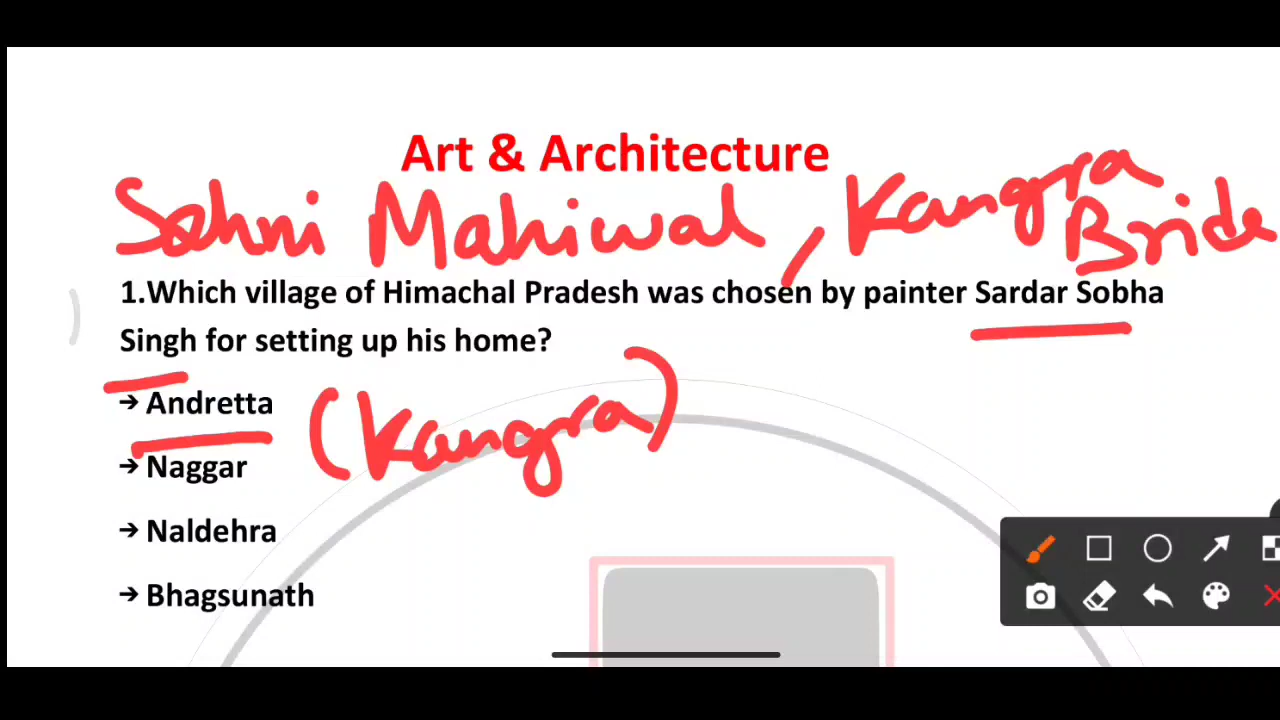 Art & Architecture
Sohni Mahiwal, Kangra
Bride
1.Which village of Himachal Pradesh was chosen by painter Sardar Sobha
Singh for setting up his home?
→ Andretta (Kangra)
→ Naggar
→ Naldehra
→ Bhagsunath